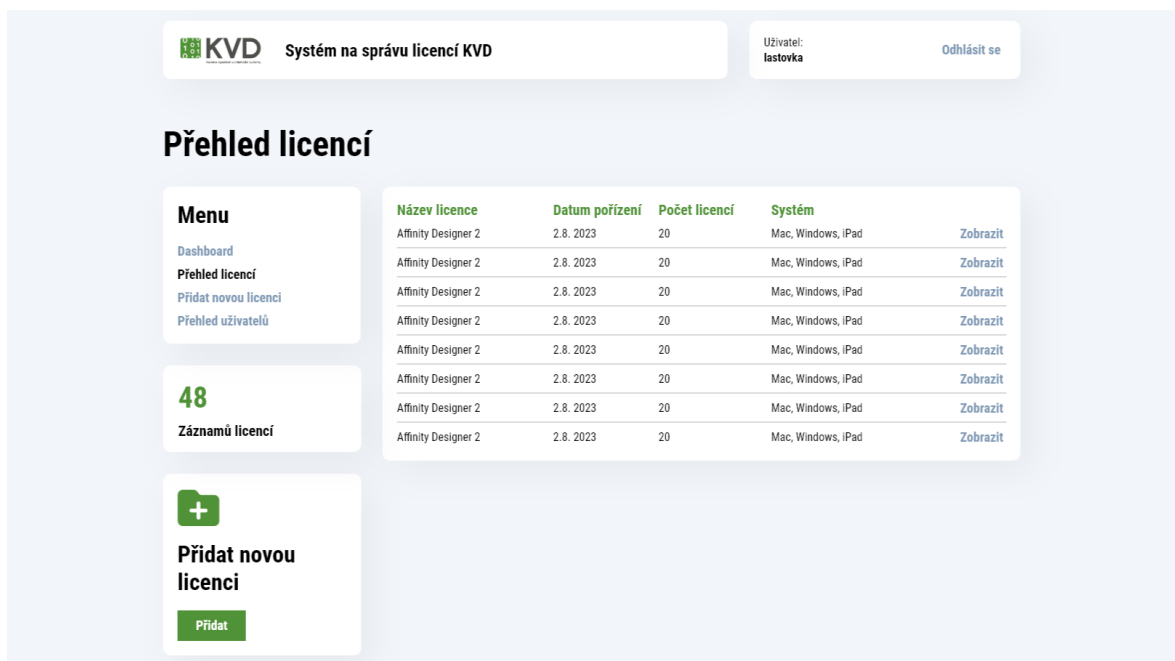 KVD
Systém na správu licencí KVD
Uživatel:
lastovka
Odhlásit se
Přehled licencí
Menu
Dashboard
Přehled licencí
Přidat novou licenci
Přehled uživatelů
48
Záznamů licencí
Přidat novou
licenci
Přidat
Název licence Datum pořízení Počet licencí Systém
Affinity Designer 2 2.8. 2023 20 Mac, Windows, iPad Zobrazit
Affinity Designer 2 2.8. 2023 20 Mac, Windows, iPad Zobrazit
Affinity Designer 2 2.8. 2023 20 Mac, Windows, iPad Zobrazit
Affinity Designer 2 2.8. 2023 20 Mac, Windows, iPad Zobrazit
Affinity Designer 2 2.8. 2023 20 Mac, Windows, iPad Zobrazit
Affinity Designer 2 2.8. 2023 20 Mac, Windows, iPad Zobrazit
Affinity Designer 2 2.8. 2023 20 Mac, Windows, iPad Zobrazit
Affinity Designer 2 2.8. 2023 20 Mac, Windows, iPad Zobrazit